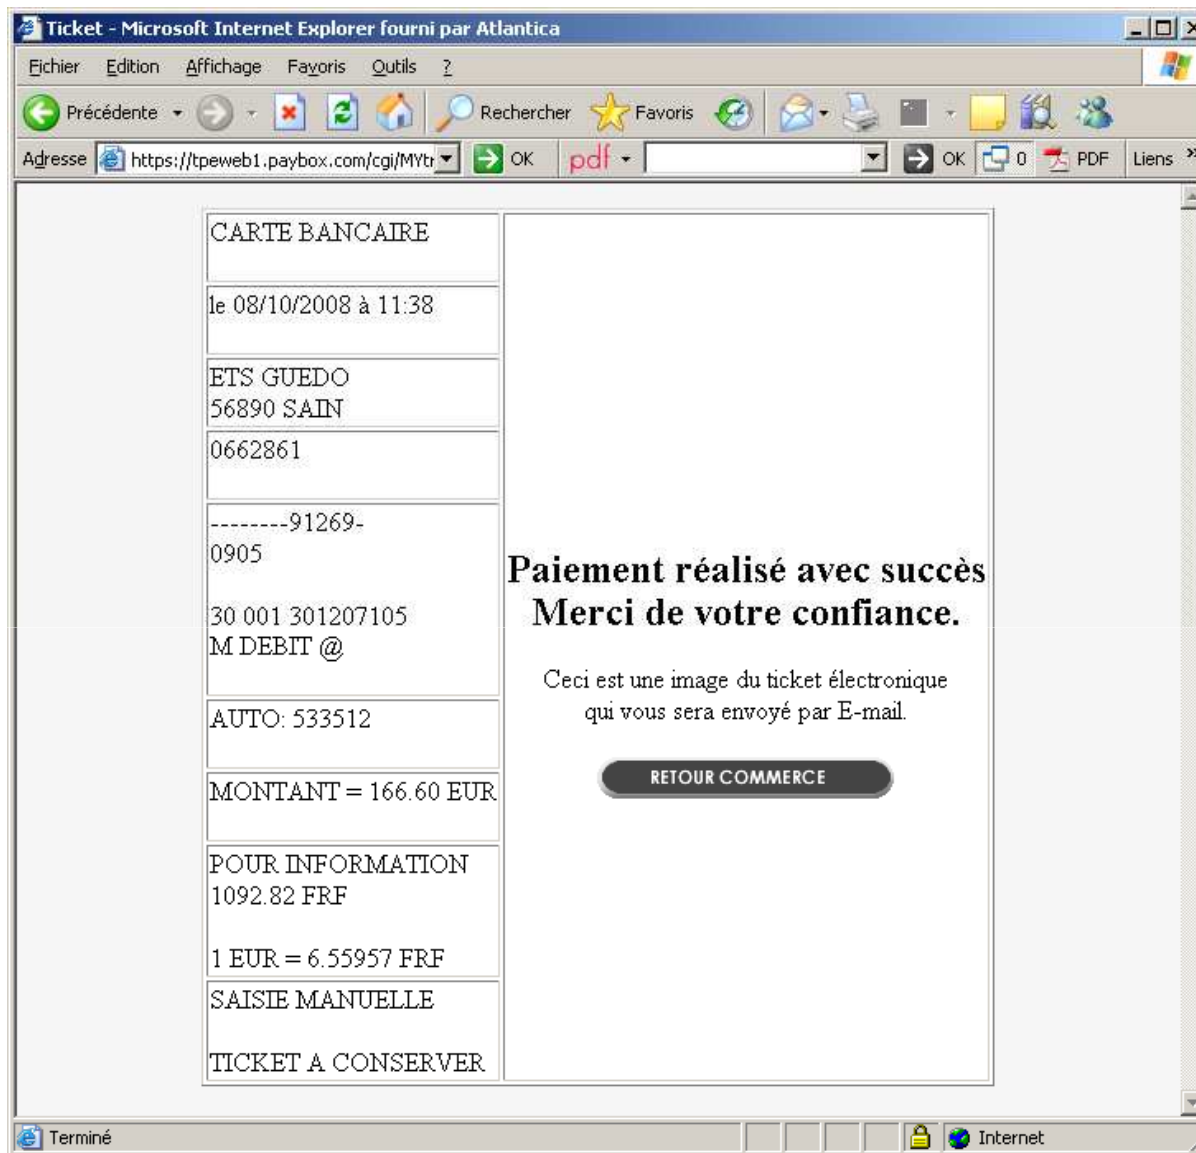 Ticket - Microsoft Internet Explorer fourni par Atlantica
Fichier Edition Affichage Favoris Outils ?
Précédente Rechercher Favoris
Adresse https://tpeweb1.paybox.com/cgi/MYtr OK pdf OK 0 PDF Liens »
CARTE BANCAIRE
le 08/10/2008 à 11:38
ETS GUEDO
56890 SAIN
0662861
--------91269-
0905
30 001 301207105
M DEBIT @
AUTO: 533512
MONTANT = 166.60 EUR
POUR INFORMATION
1092.82 FRF
1 EUR = 6.55957 FRF
SAISIE MANUELLE
TICKET A CONSERVER
Paiement réalisé avec succès
Merci de votre confiance.
Ceci est une image du ticket électronique
qui vous sera envoyé par E-mail.
RETOUR COMMERCE
Terminé Internet